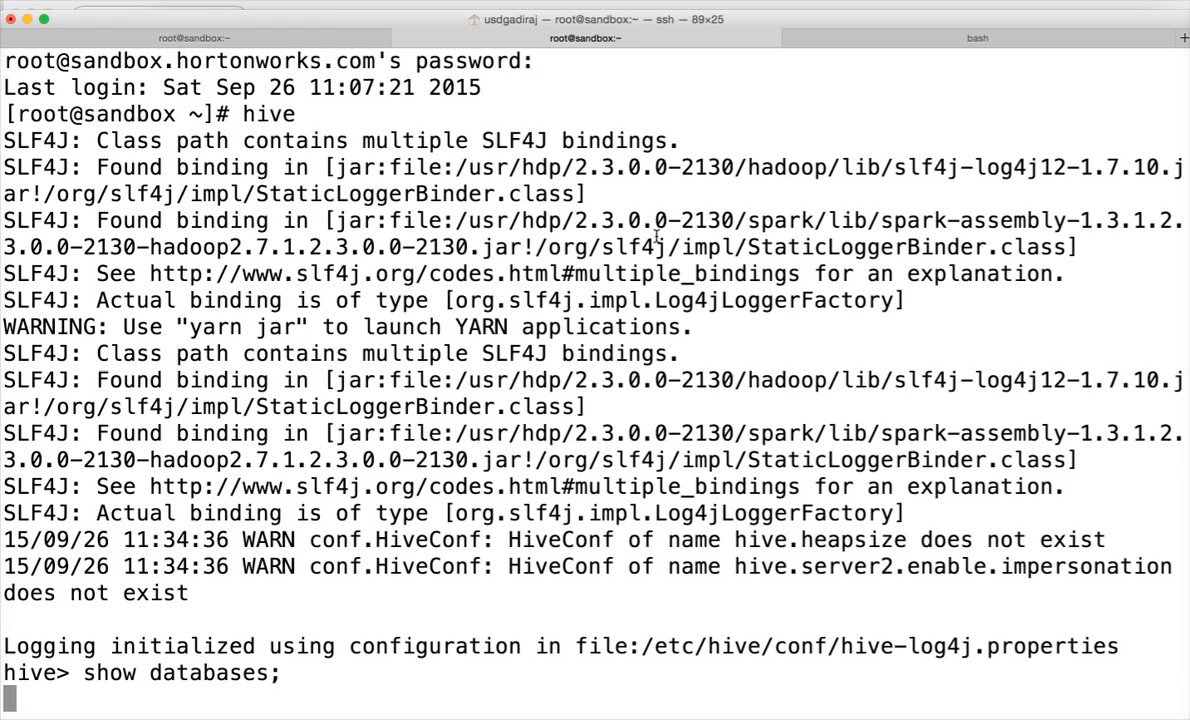 usdgadiraj — root@sandbox:~ — ssh — 89×25
root@sandbox:~
root@sandbox:~
bash
+
root@sandbox.hortonworks.com's password:
Last login: Sat Sep 26 11:07:21 2015
[root@sandbox ~]# hive
SLF4J: Class path contains multiple SLF4J bindings.
SLF4J: Found binding in [jar:file:/usr/hdp/2.3.0.0-2130/hadoop/lib/slf4j-log4j12-1.7.10.j
ar!/org/slf4j/impl/StaticLoggerBinder.class]
SLF4J: Found binding in [jar:file:/usr/hdp/2.3.0.0-2130/spark/lib/spark-assembly-1.3.1.2.
3.0.0-2130-hadoop2.7.1.2.3.0.0-2130.jar!/org/slf4j/impl/StaticLoggerBinder.class]
SLF4J: See http://www.slf4j.org/codes.html#multiple_bindings for an explanation.
SLF4J: Actual binding is of type [org.slf4j.impl.Log4jLoggerFactory]
WARNING: Use "yarn jar" to launch YARN applications.
SLF4J: Class path contains multiple SLF4J bindings.
SLF4J: Found binding in [jar:file:/usr/hdp/2.3.0.0-2130/hadoop/lib/slf4j-log4j12-1.7.10.j
ar!/org/slf4j/impl/StaticLoggerBinder.class]
SLF4J: Found binding in [jar:file:/usr/hdp/2.3.0.0-2130/spark/lib/spark-assembly-1.3.1.2.
3.0.0-2130-hadoop2.7.1.2.3.0.0-2130.jar!/org/slf4j/impl/StaticLoggerBinder.class]
SLF4J: See http://www.slf4j.org/codes.html#multiple_bindings for an explanation.
SLF4J: Actual binding is of type [org.slf4j.impl.Log4jLoggerFactory]
15/09/26 11:34:36 WARN conf.HiveConf: HiveConf of name hive.heapsize does not exist
15/09/26 11:34:36 WARN conf.HiveConf: HiveConf of name hive.server2.enable.impersonation
does not exist
Logging initialized using configuration in file:/etc/hive/conf/hive-log4j.properties
hive> show databases;